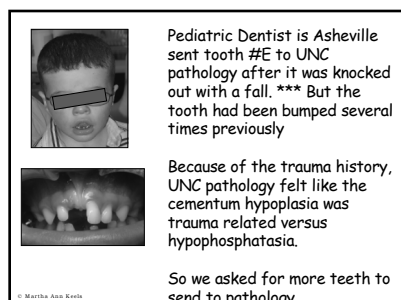 Pediatric Dentist is Asheville
sent tooth #E to UNC
pathology after it was knocked
out with a fall. *** But the
tooth had been bumped several
times previously
Because of the trauma history,
UNC pathology felt like the
cementum hypoplasia was
trauma related versus
hypophosphatasia.
So we asked for more teeth to
send to pathology
© Martha Ann Keels